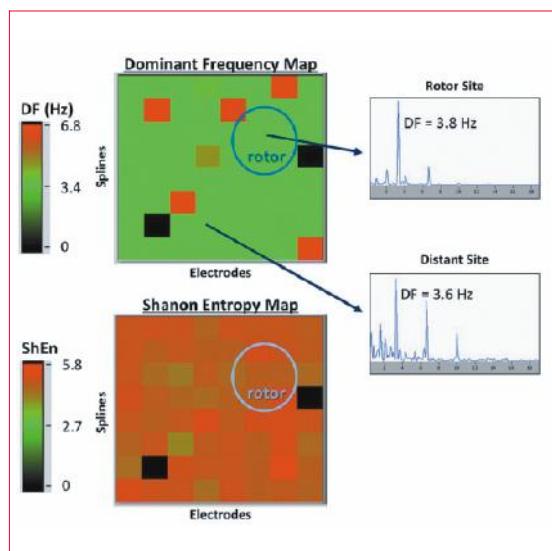 Dominant Frequency Map
DF (Hz)
6.8
3.4
0
Splines
rotor
Electrodes
Rotor Site
DF = 3.8 Hz
Distant Site
DF = 3.6 Hz
Shanon Entropy Map
ShEn
5.8
2.7
0
Splines
rotor
Electrodes